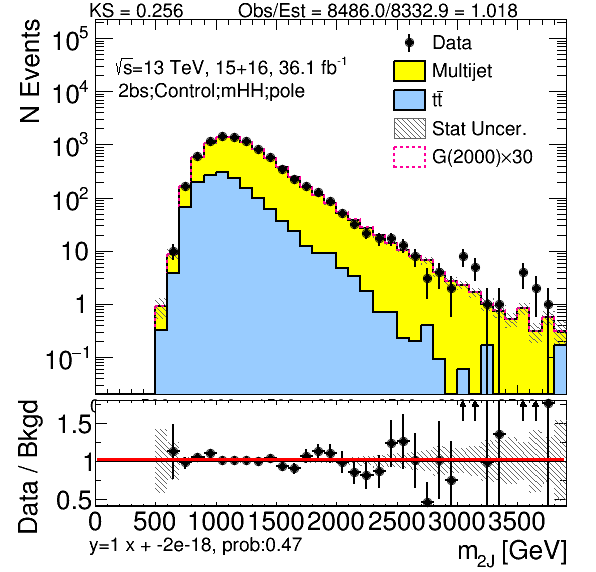 KS = 0.256 Obs/Est = 8486.0/8332.9 = 1.018
N Events
10⁵
10⁴
10³
10²
10
1
10⁻¹
√s=13 TeV, 15+16, 36.1 fb⁻¹
2bs;Control;mHH;pole
Data
Multijet
tt̄
Stat Uncer.
G(2000)×30
Data / Bkgd
1.5
1
0.5
0 500 1000 1500 2000 2500 3000 3500
y=1 x + -2e-18, prob:0.47
m₂J [GeV]